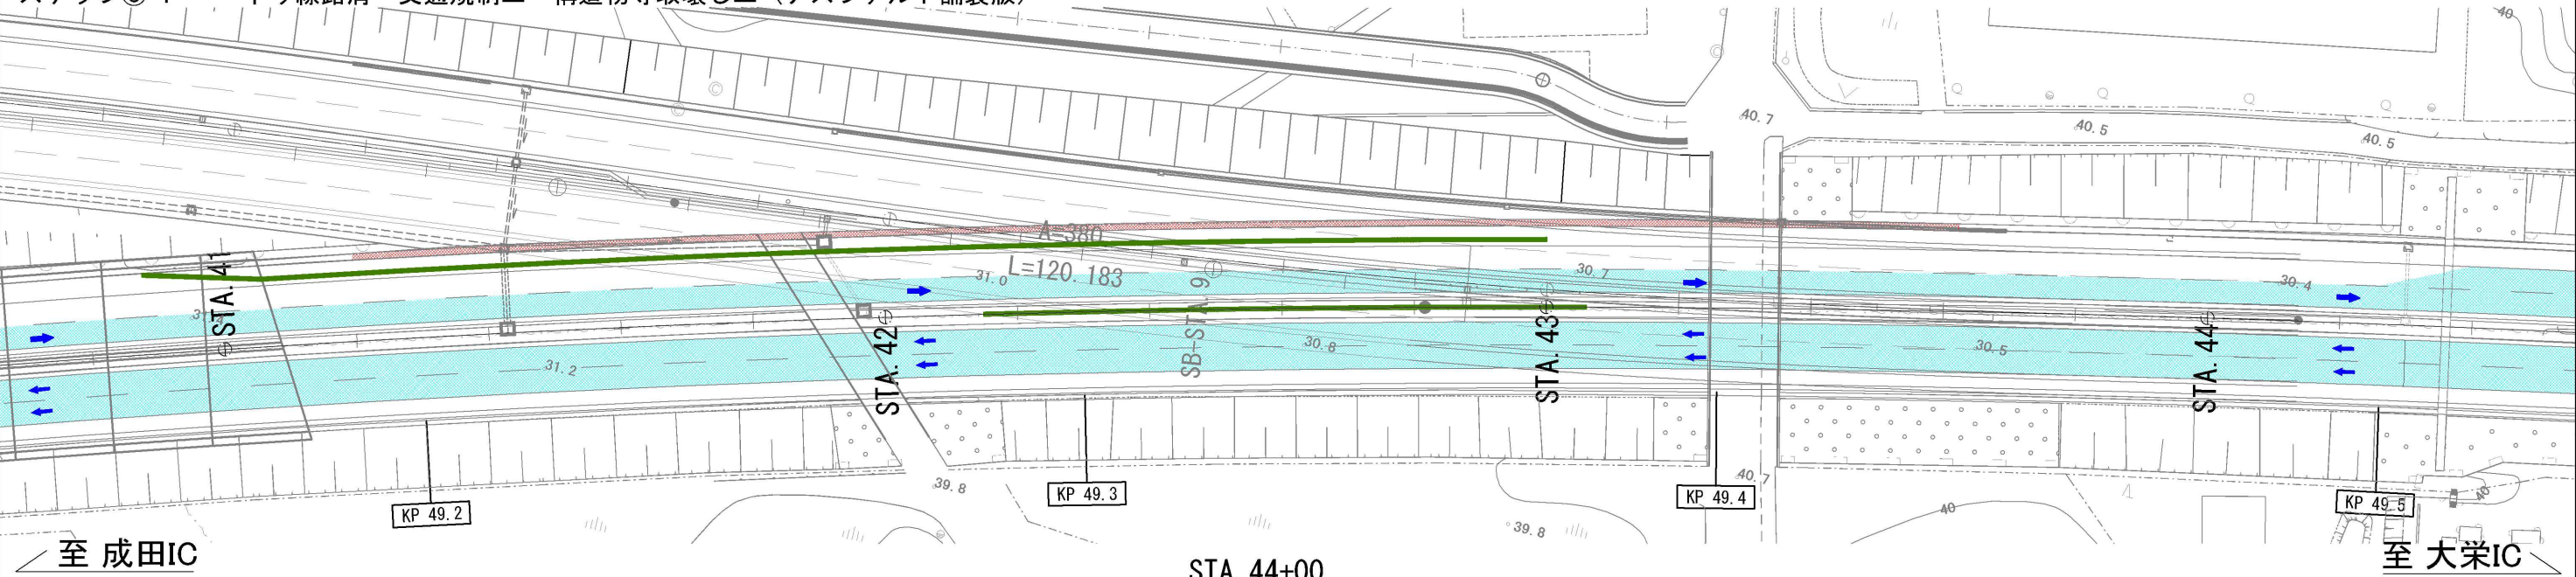 40
40.7
40.5
40.5
A=380
L=120.183
31.0
30.7
30.4
STA. 41
31.2
STA. 42
SB-STA.9
30.8
STA. 43
30.5
STA. 44
KP 49.2
39.8
KP 49.3
KP 49.4
40.7
39.8
40
KP 49.5
40
至 成田IC
STA.44+00
至 大栄IC